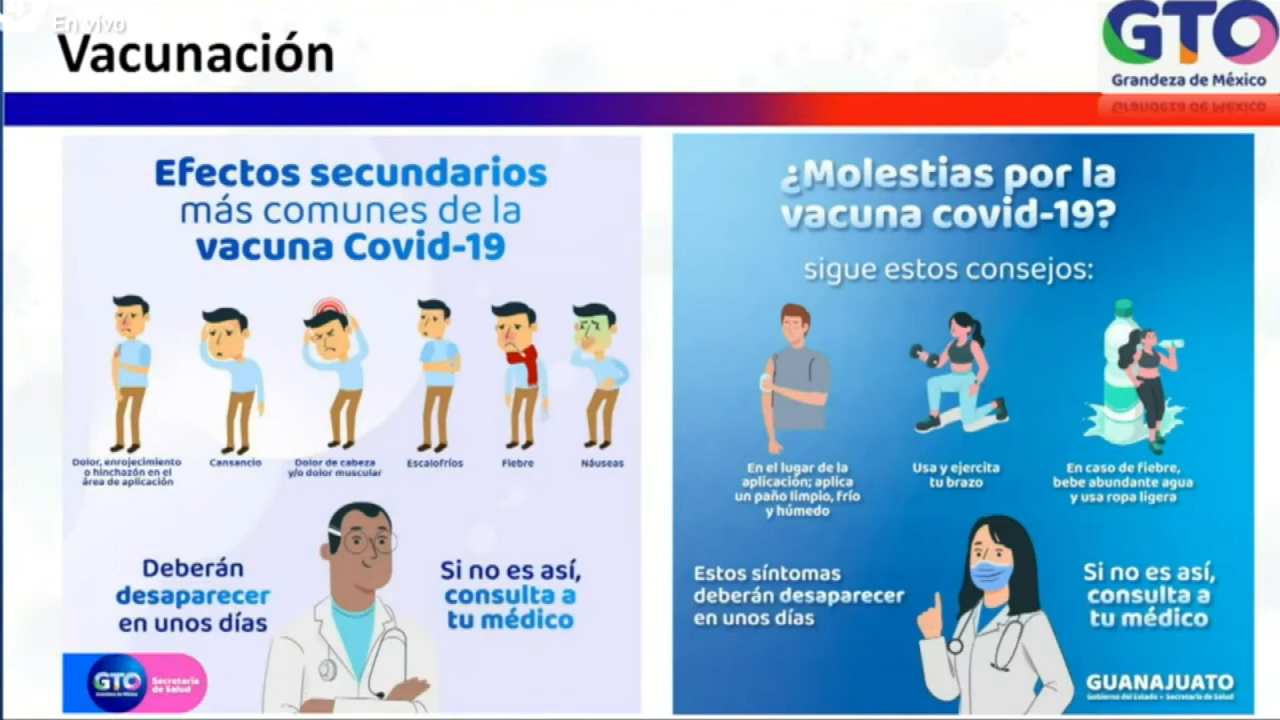 En vivo
Vacunación
GTO
Grandeza de México
Efectos secundarios
más comunes de la
vacuna Covid-19
Dolor, enrojecimiento
o hinchazón en el
área de aplicación
Cansancio
Dolor de cabeza
y/o dolor muscular
Escalofríos
Fiebre
Náuseas
Deberán
desaparecer
en unos días
Si no es así,
consulta a
tu médico
GTO
Grandeza de México
Secretaría
de Salud
¿Molestias por la
vacuna covid-19?
sigue estos consejos:
En el lugar de la
aplicación; aplica
un paño limpio, frío
y húmedo
Usa y ejercita
tu brazo
En caso de fiebre,
bebe abundante agua
y usa ropa ligera
Estos síntomas
deberán desaparecer
en unos días
Si no es así,
consulta a
tu médico
GUANAJUATO
Gobierno del Estado • Secretaría de Salud